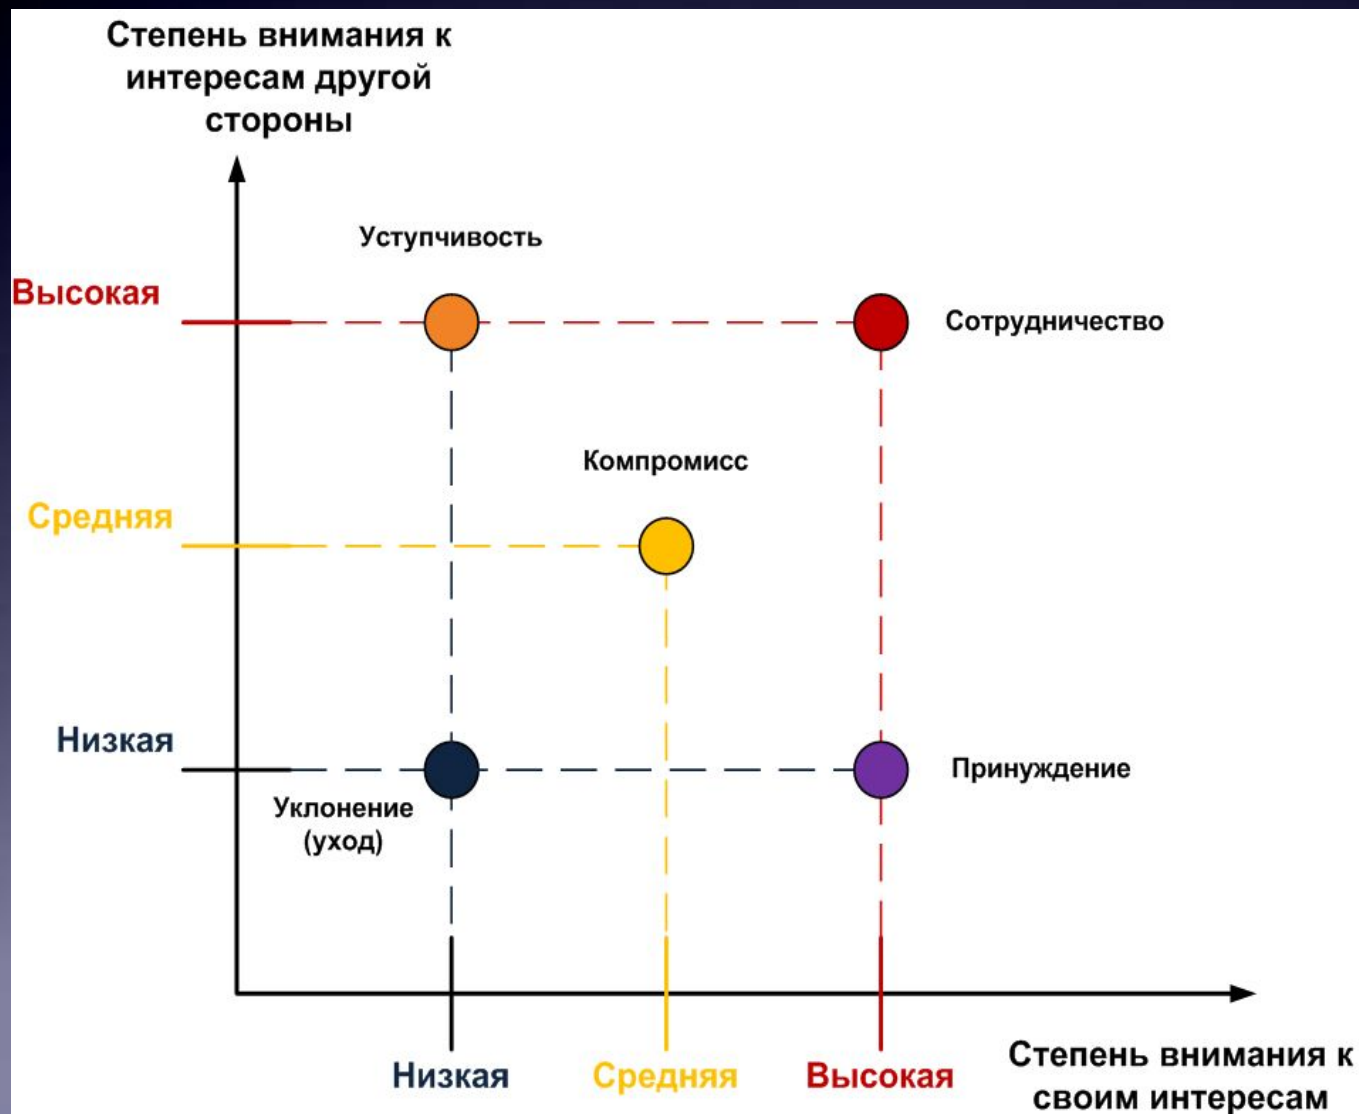 Степень внимания к
интересам другой
стороны
Уступчивость
Высокая
Сотрудничество
Компромисс
Средняя
Низкая
Принуждение
Уклонение
(уход)
Низкая
Средняя
Высокая
Степень внимания к
своим интересам